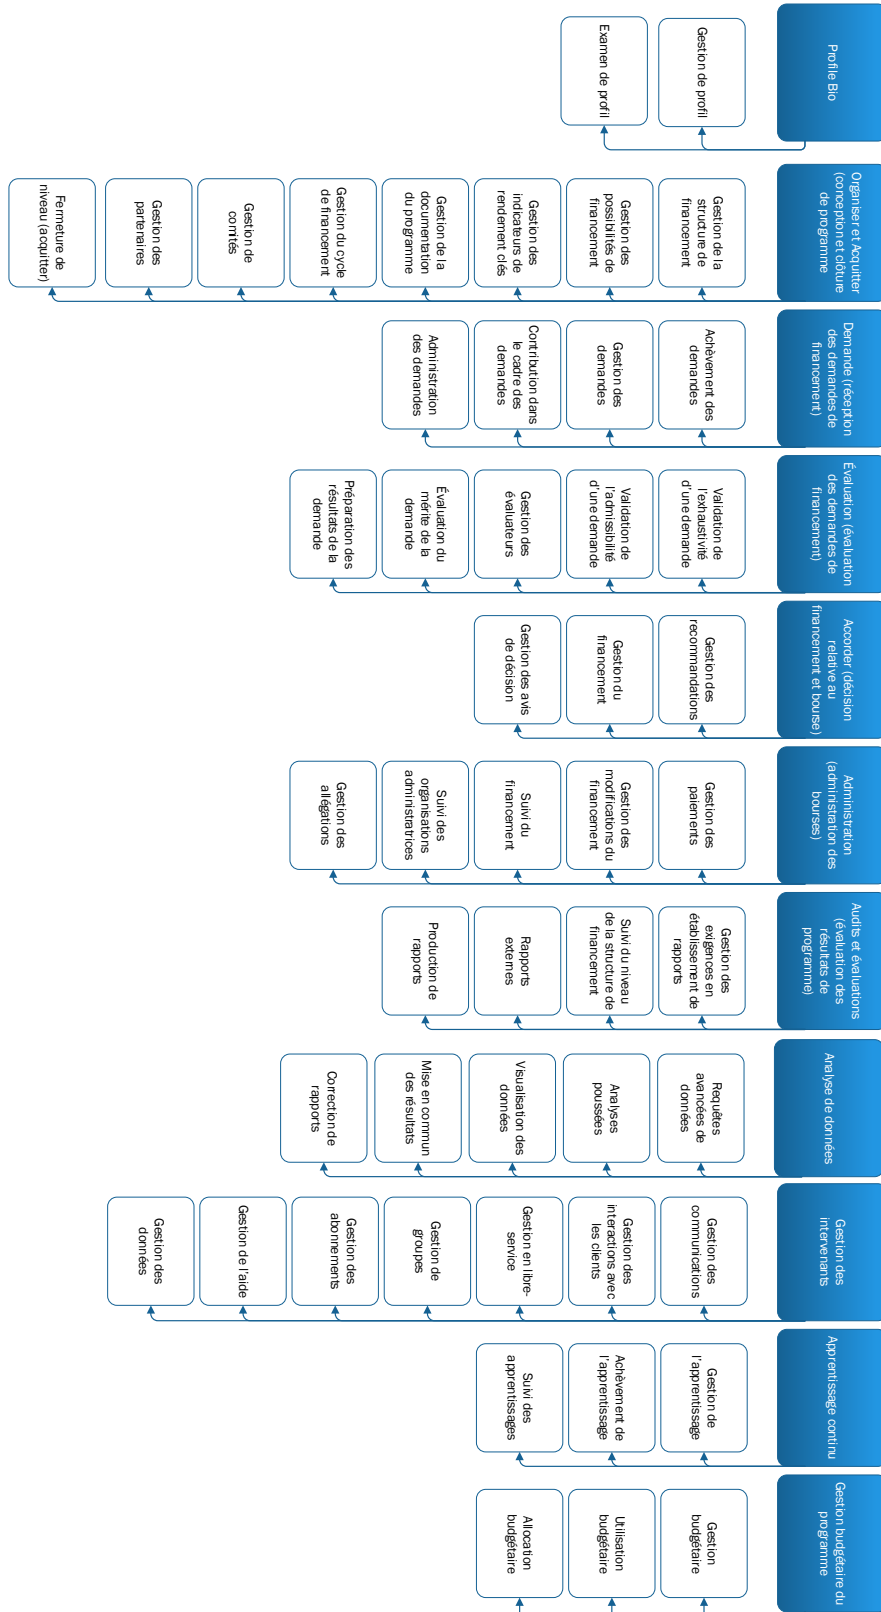 Profile Bio
Gestion de profil
Examen de profil
Organiser et Acquitter
(conception et clôture
de programme
Gestion de la
structure de
financement
Gestion des
possibilités de
financement
Gestion des
indicateurs de
rendement clés
Gestion de la
documentation
du programme
Gestion du cycle
de financement
Gestion de
comités
Gestion des
partenaires
Fermeture de
niveau (acquitter)
Demande (réception
des demandes de
financement)
Achèvement des
demandes
Gestion des
demandes
Contribution dans
le cadre des
demandes
Administration
des demandes
Évaluation (évaluation
des demandes de
financement)
Validation de
l'exhaustivité
d'une demande
Validation de
l'admissibilité
d'une demande
Gestion des
évaluateurs
Évaluation du
mérite de la
demande
Préparation des
résultats de la
demande
Accorder (décision
relative au
financement et bourse)
Gestion des
recommandations
Gestion du
financement
Gestion des avis
de décision
Administration
(administration des
bourses)
Gestion des
paiements
Gestion des
modifications du
financement
Suivi du
financement
Suivi des
organisations
administratrices
Gestion des
allégations
Audits et évaluations
(évaluation des
résultats de
programme)
Gestion des
exigences en
établissement de
rapports
Suivi du niveau
de la structure de
financement
Rapports
externes
Production de
rapports
Analyse de données
Requêtes
avancées de
données
Analyses
poussées
Visualisation des
données
Mise en commun
des résultats
Correction de
rapports
Gestion des
intervenants
Gestion des
communications
Gestion des
interactions avec
les clients
Gestion en libre-
service
Gestion de
groupes
Gestion des
abonnements
Gestion de l'aide
Gestion des
données
Apprentissage continu
Gestion de
l'apprentissage
Achèvement de
l'apprentissage
Suivi des
apprentissages
Gestion budgétaire du
programme
Gestion
budgétaire
Utilisation
budgétaire
Allocation
budgétaire